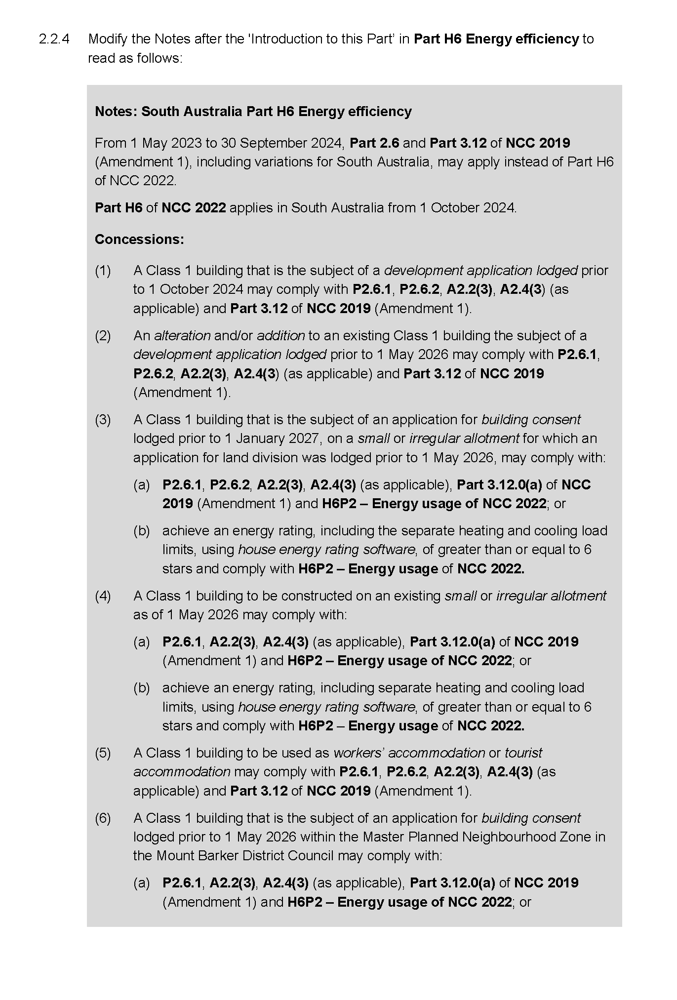 2.2.4 Modify the Notes after the 'Introduction to this Part' in Part H6 Energy efficiency to
read as follows:
Notes: South Australia Part H6 Energy efficiency
From 1 May 2023 to 30 September 2024, Part 2.6 and Part 3.12 of NCC 2019
(Amendment 1), including variations for South Australia, may apply instead of Part H6
of NCC 2022.
Part H6 of NCC 2022 applies in South Australia from 1 October 2024.
Concessions:
(1) A Class 1 building that is the subject of a development application lodged prior
to 1 October 2024 may comply with P2.6.1, P2.6.2, A2.2(3), A2.4(3) (as
applicable) and Part 3.12 of NCC 2019 (Amendment 1).
(2) An alteration and/or addition to an existing Class 1 building the subject of a
development application lodged prior to 1 May 2026 may comply with P2.6.1,
P2.6.2, A2.2(3), A2.4(3) (as applicable) and Part 3.12 of NCC 2019
(Amendment 1).
(3) A Class 1 building that is the subject of an application for building consent
lodged prior to 1 January 2027, on a small or irregular allotment for which an
application for land division was lodged prior to 1 May 2026, may comply with:
(a) P2.6.1, P2.6.2, A2.2(3), A2.4(3) (as applicable), Part 3.12.0(a) of NCC
2019 (Amendment 1) and H6P2 – Energy usage of NCC 2022; or
(b) achieve an energy rating, including the separate heating and cooling load
limits, using house energy rating software, of greater than or equal to 6
stars and comply with H6P2 – Energy usage of NCC 2022.
(4) A Class 1 building to be constructed on an existing small or irregular allotment
as of 1 May 2026 may comply with:
(a) P2.6.1, A2.2(3), A2.4(3) (as applicable), Part 3.12.0(a) of NCC 2019
(Amendment 1) and H6P2 – Energy usage of NCC 2022; or
(b) achieve an energy rating, including separate heating and cooling load
limits, using house energy rating software, of greater than or equal to 6
stars and comply with H6P2 – Energy usage of NCC 2022.
(5) A Class 1 building to be used as workers’ accommodation or tourist
accommodation may comply with P2.6.1, P2.6.2, A2.2(3), A2.4(3) (as
applicable) and Part 3.12 of NCC 2019 (Amendment 1).
(6) A Class 1 building that is the subject of an application for building consent
lodged prior to 1 May 2026 within the Master Planned Neighbourhood Zone in
the Mount Barker District Council may comply with:
(a) P2.6.1, A2.2(3), A2.4(3) (as applicable), Part 3.12.0(a) of NCC 2019
(Amendment 1) and H6P2 – Energy usage of NCC 2022; or